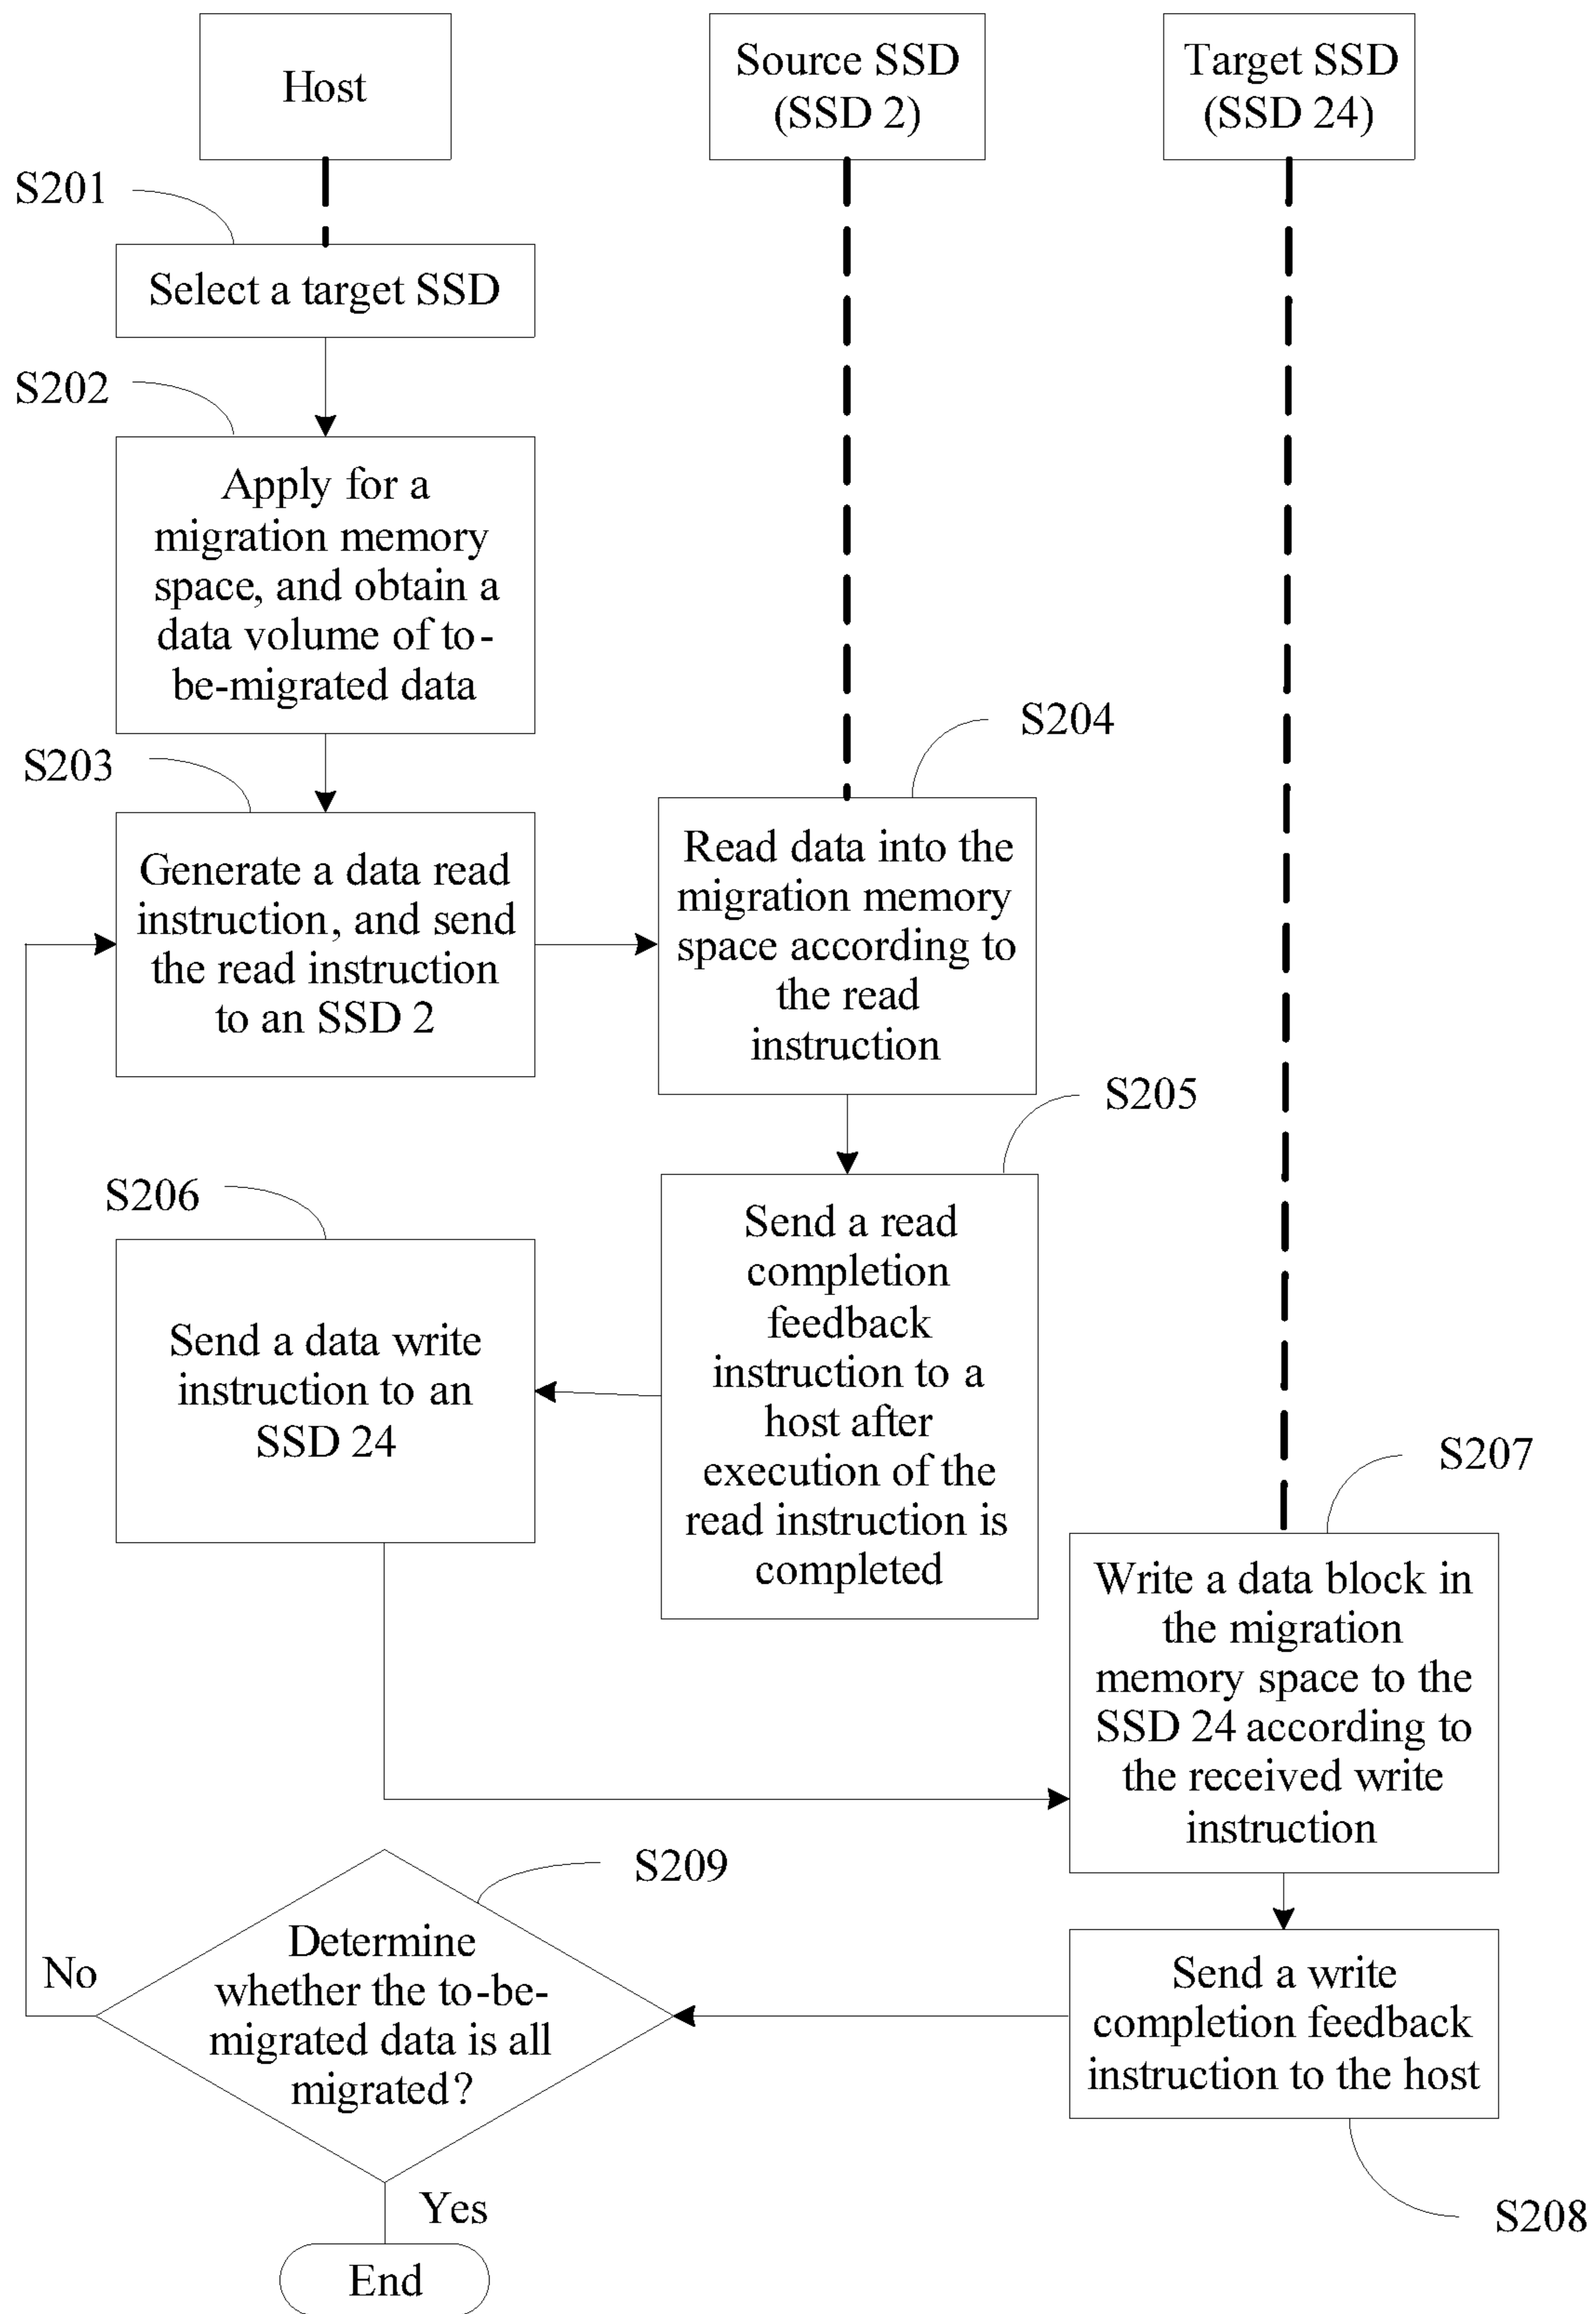 Host
Source SSD
(SSD 2)
Target SSD
(SSD 24)
S201
Select a target SSD
S202
Apply for a
migration memory
space, and obtain a
data volume of to-
be-migrated data
S203
Generate a data read
instruction, and send
the read instruction
to an SSD 2
S204
Read data into the
migration memory
space according to
the read
instruction
S205
Send a read
completion
feedback
instruction to a
host after
execution of the
read instruction is
completed
S206
Send a data write
instruction to an
SSD 24
S207
Write a data block in
the migration
memory space to the
SSD 24 according to
the received write
instruction
S208
Send a write
completion feedback
instruction to the host
S209
Determine
whether the to-be-
migrated data is all
migrated?
No
Yes
End